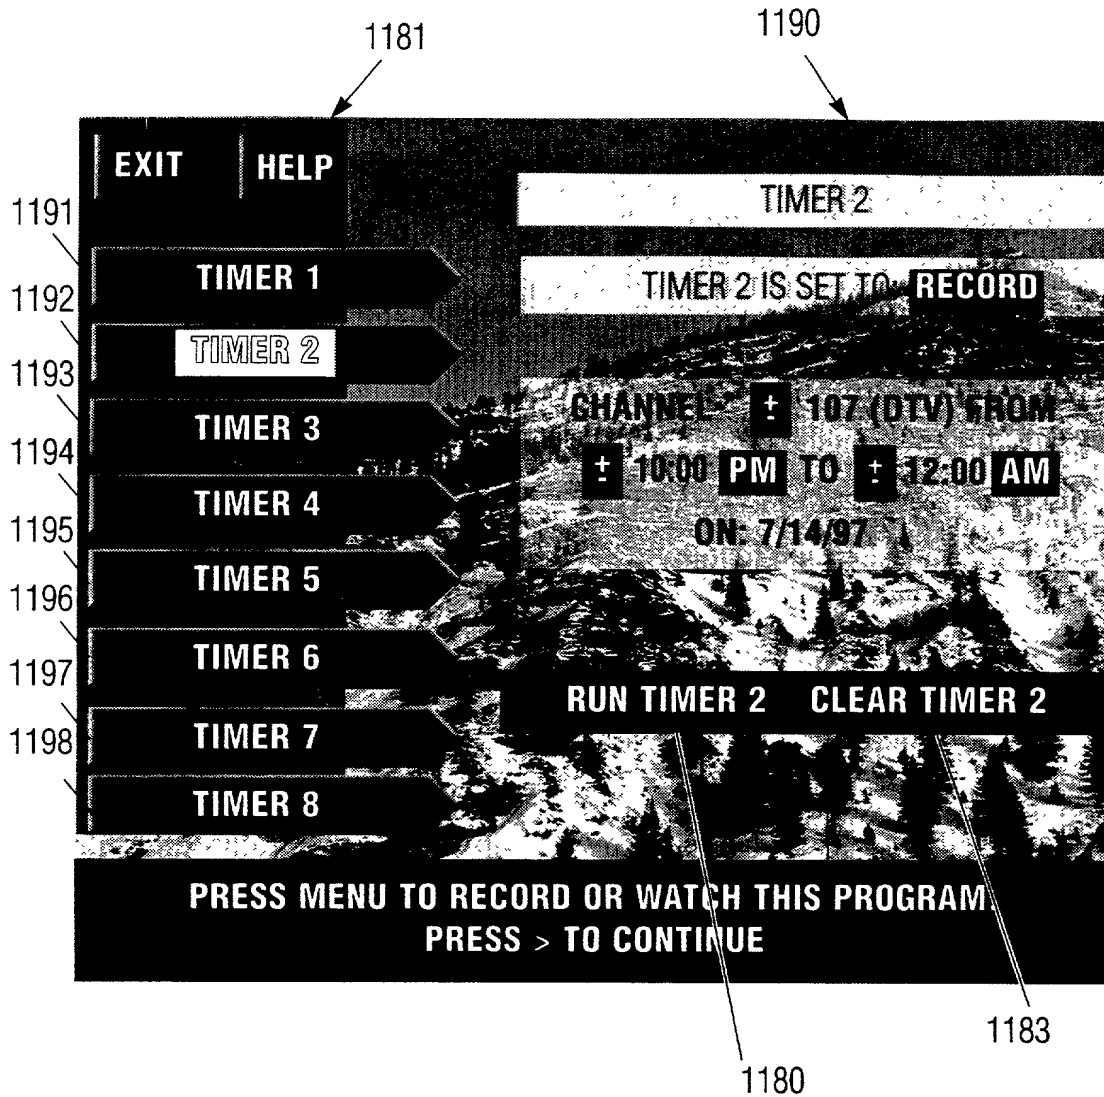 1181
1190
EXIT HELP
TIMER 2
1191
TIMER 1
TIMER 2 IS SET TO: RECORD
1192
TIMER 2
1193
TIMER 3
CHANNEL: + - 107 (DTV) FROM
1194
+ - 10:00 PM TO + - 12:00 AM
TIMER 4
1195
ON: 7/14/97
TIMER 5
1196
TIMER 6
1197
RUN TIMER 2 CLEAR TIMER 2
1198
TIMER 7
TIMER 8
PRESS MENU TO RECORD OR WATCH THIS PROGRAM.
PRESS > TO CONTINUE
1183
1180